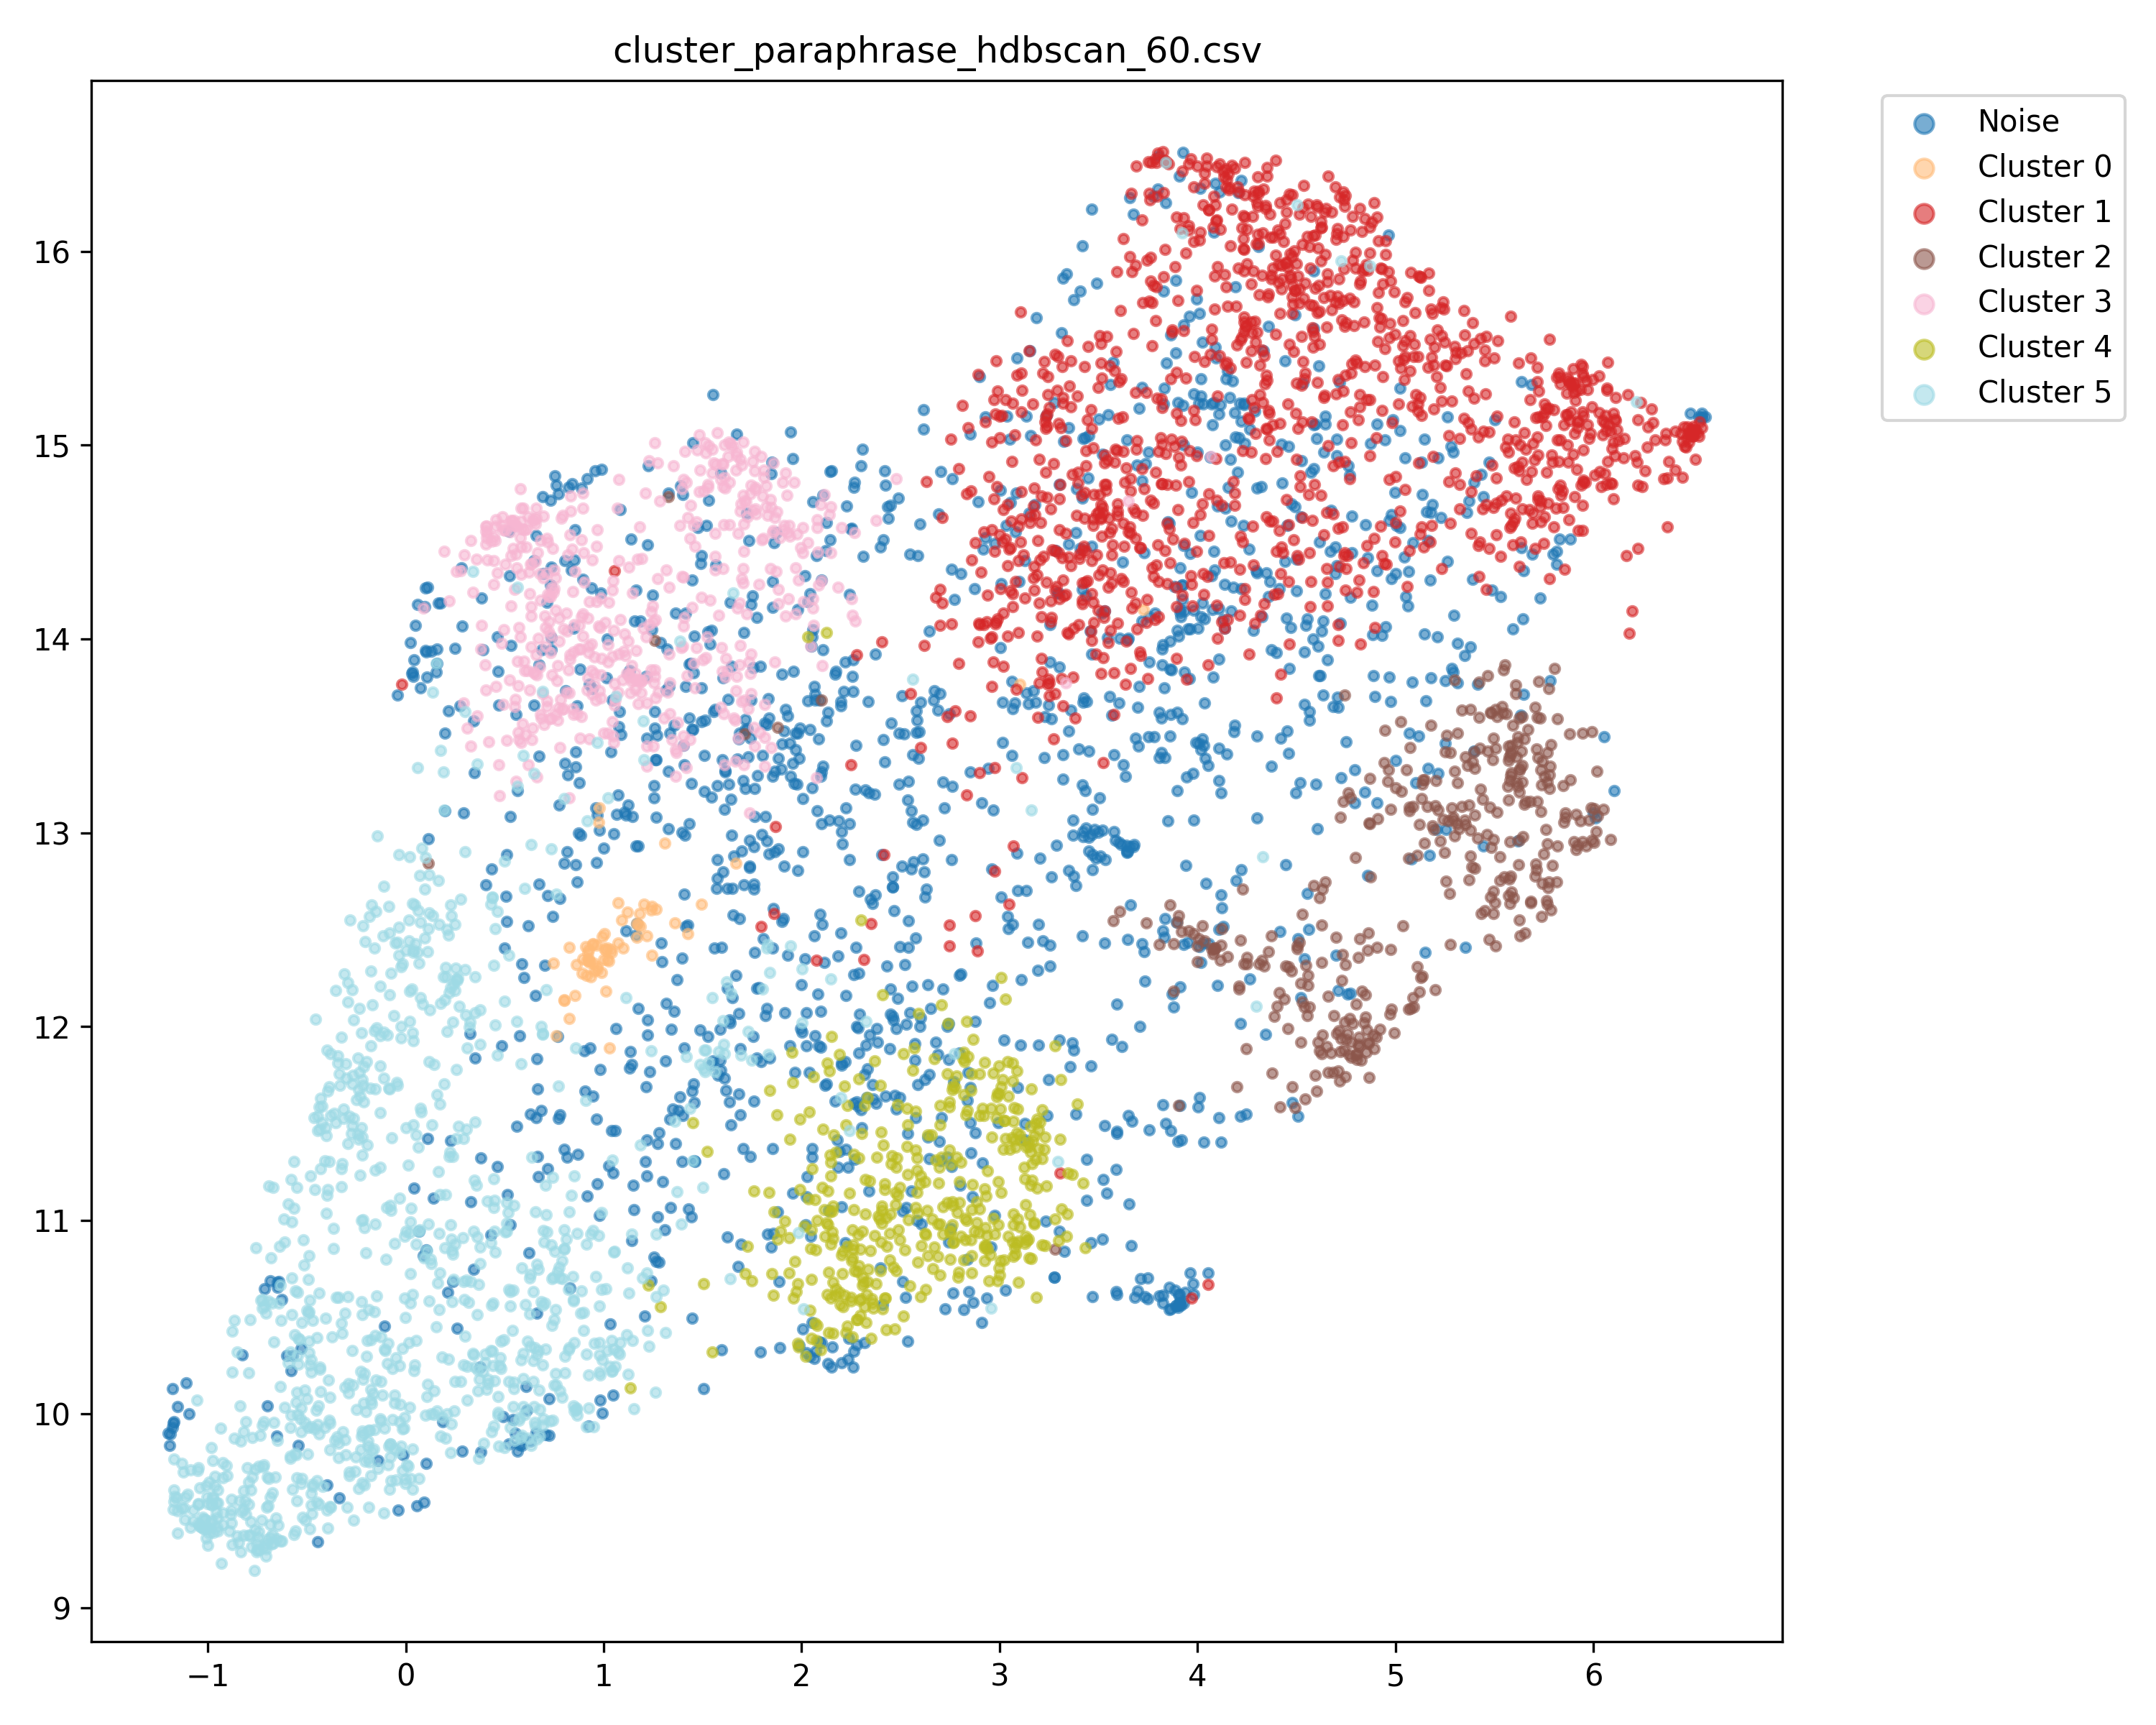 cluster_paraphrase_hdbscan_60.csv
Noise
Cluster 0
Cluster 1
Cluster 2
Cluster 3
Cluster 4
Cluster 5
16
15
14
13
12
11
10
9
−1 0 1 2 3 4 5 6